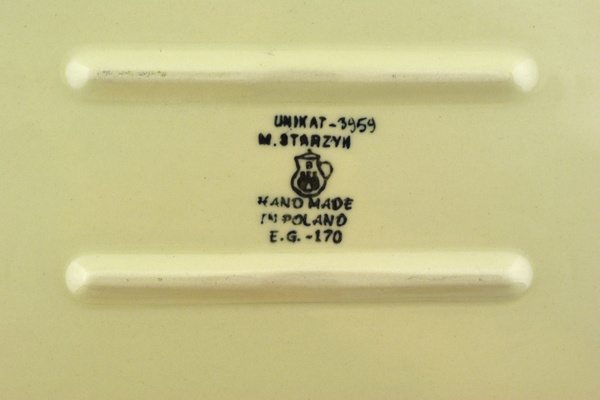 UNIKAT-3959
M.STARZYK
B
HAND MADE
IN POLAND
E.G.-170